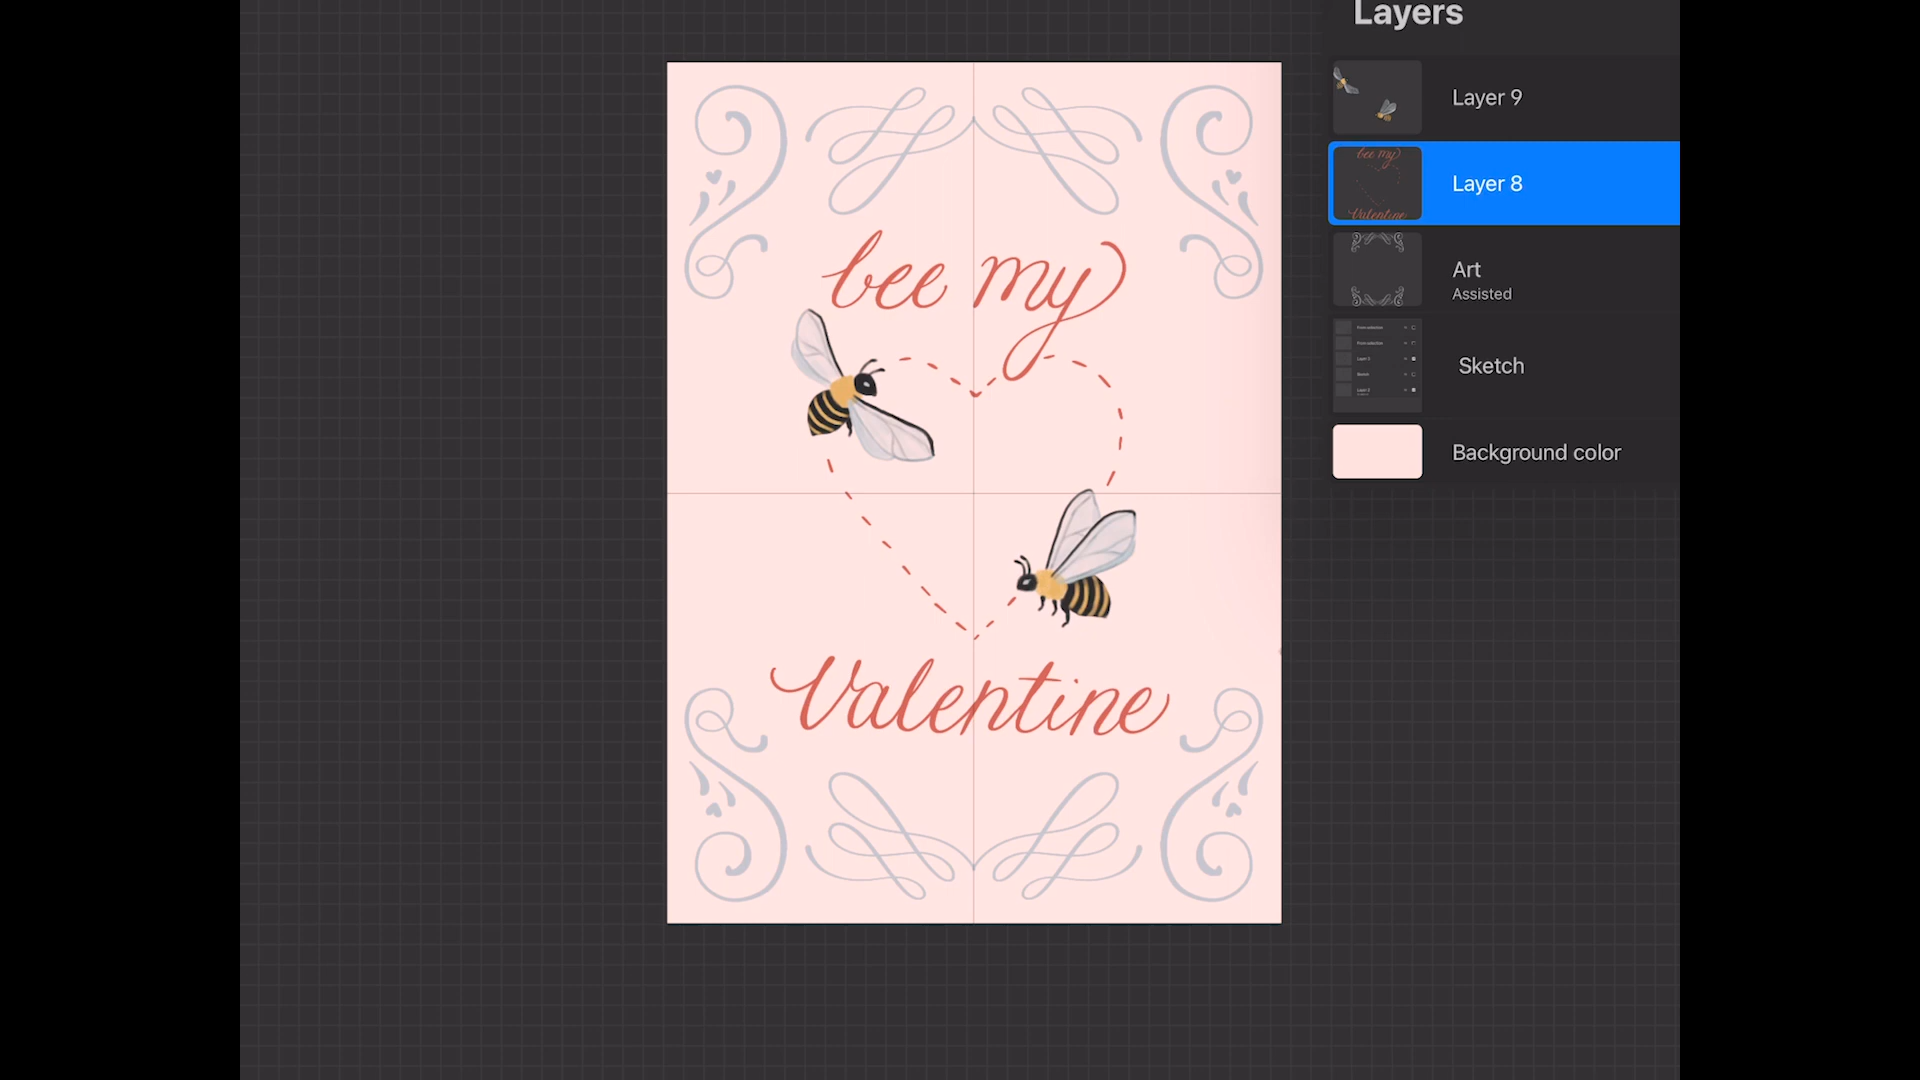 Layers
Layer 9
Layer 8
Art
Assisted
Sketch
Background color
bee my
Valentine